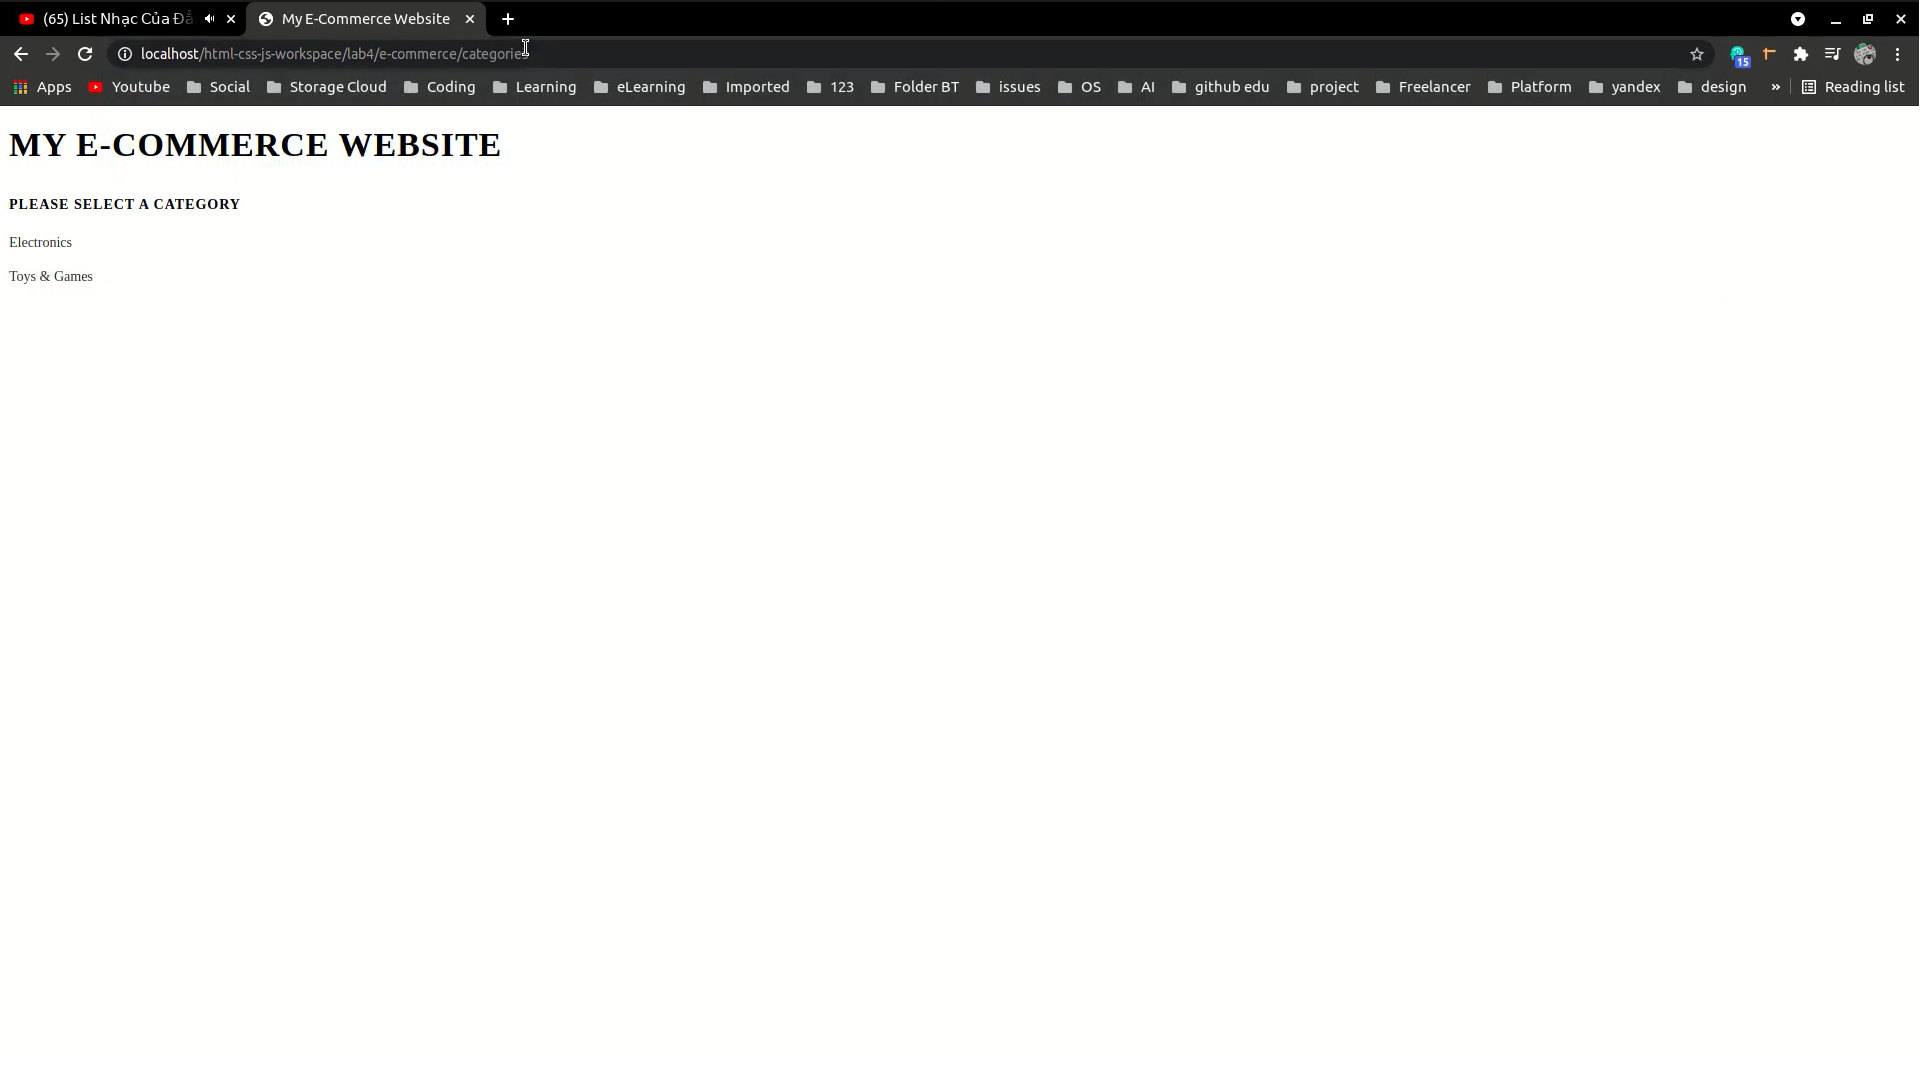 (65) List Nhạc Của Đẳ
My E-Commerce Website
localhost/html-css-js-workspace/lab4/e-commerce/categories
15
Apps Youtube Social Storage Cloud Coding Learning eLearning Imported 123 Folder BT issues OS AI github edu project Freelancer Platform yandex design » Reading list
MY E-COMMERCE WEBSITE
PLEASE SELECT A CATEGORY
Electronics
Toys & Games